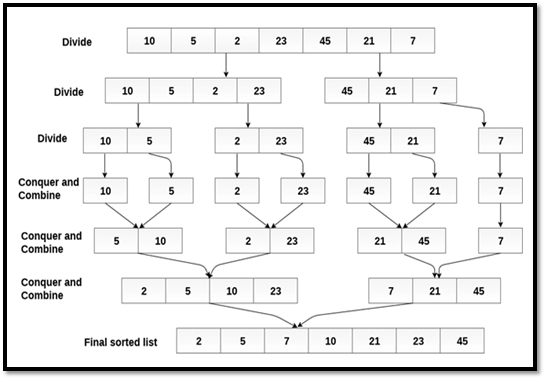 Divide 10 5 2 23 45 21 7
Divide 10 5 2 23 45 21 7
Divide 10 5 2 23 45 21 7
Conquer and
Combine 10 5 2 23 45 21 7
Conquer and
Combine 5 10 2 23 21 45 7
Conquer and
Combine 2 5 10 23 7 21 45
Final sorted list 2 5 7 10 21 23 45